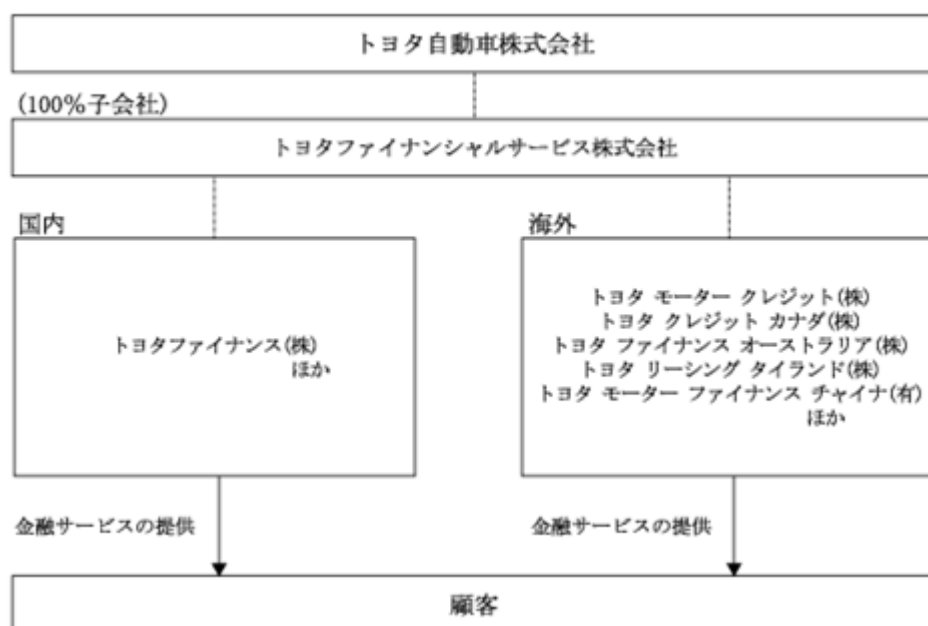 トヨタ自動車株式会社
(100%子会社)
トヨタファイナンシャルサービス株式会社
国内
トヨタファイナンス(株)
ほか
海外
トヨタ モーター クレジット(株)
トヨタ クレジット カナダ(株)
トヨタ ファイナンス オーストラリア(株)
トヨタ リーシング タイランド(株)
トヨタ モーター ファイナンス チャイナ(有)
ほか
金融サービスの提供
金融サービスの提供
顧客